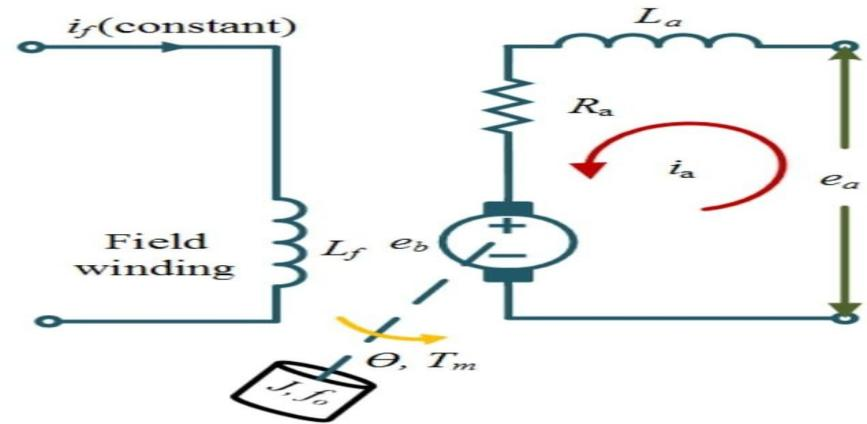 i_f(constant)
L_a
R_a
i_a
e_a
Field
winding
L_f
e_b
+
−
Θ, T_m
J, f_o